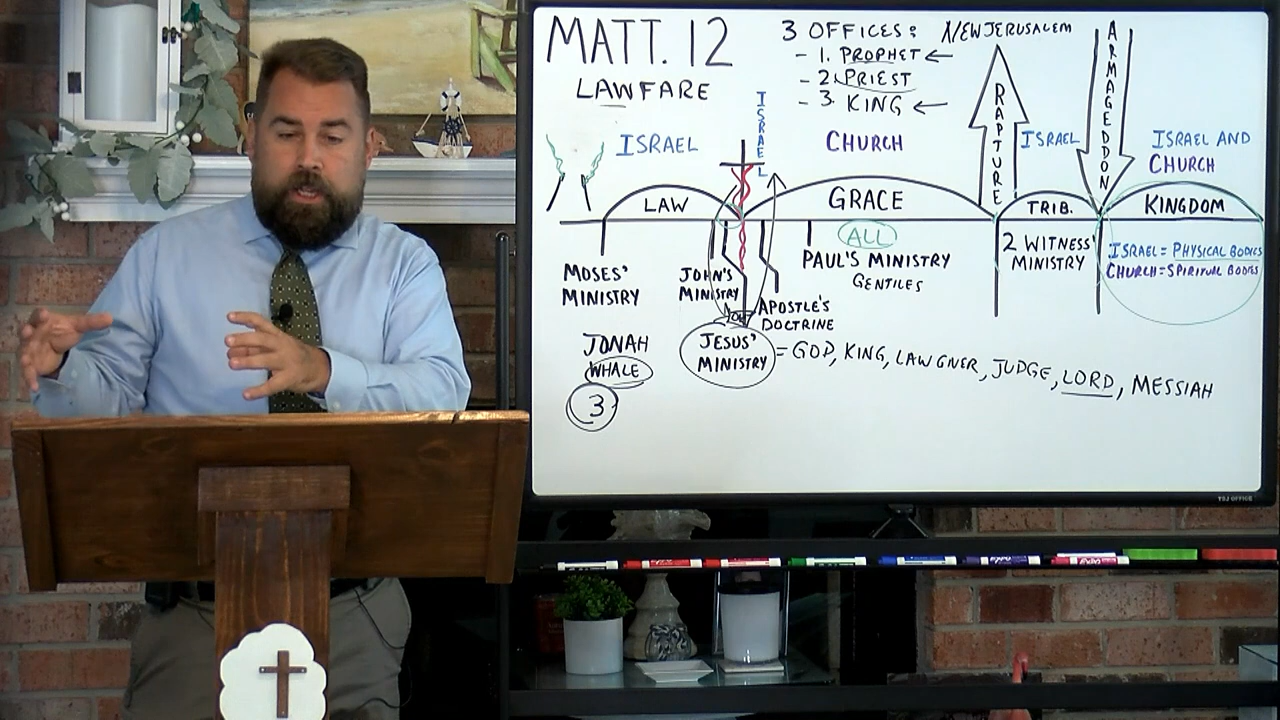 MATT. 12
LAWFARE
3 OFFICES:
- 1. PROPHET
- 2. PRIEST
- 3. KING
NEW JERUSALEM
ARMAGEDDON
RAPTURE
ISRAEL
ISRAEL
CHURCH
ISRAEL
ISRAEL AND
CHURCH
LAW
GRACE
TRIB.
KINGDOM
ALL
MOSES'
MINISTRY
JOHN'S
MINISTRY
APOSTLE'S
DOCTRINE
PAUL'S MINISTRY
GENTILES
2 WITNESS'
MINISTRY
ISRAEL = PHYSICAL BODIES
CHURCH = SPIRITUAL BODIES
JONAH
WHALE
3
JESUS'
MINISTRY
= GOD, KING, LAWGIVER, JUDGE, LORD, MESSIAH